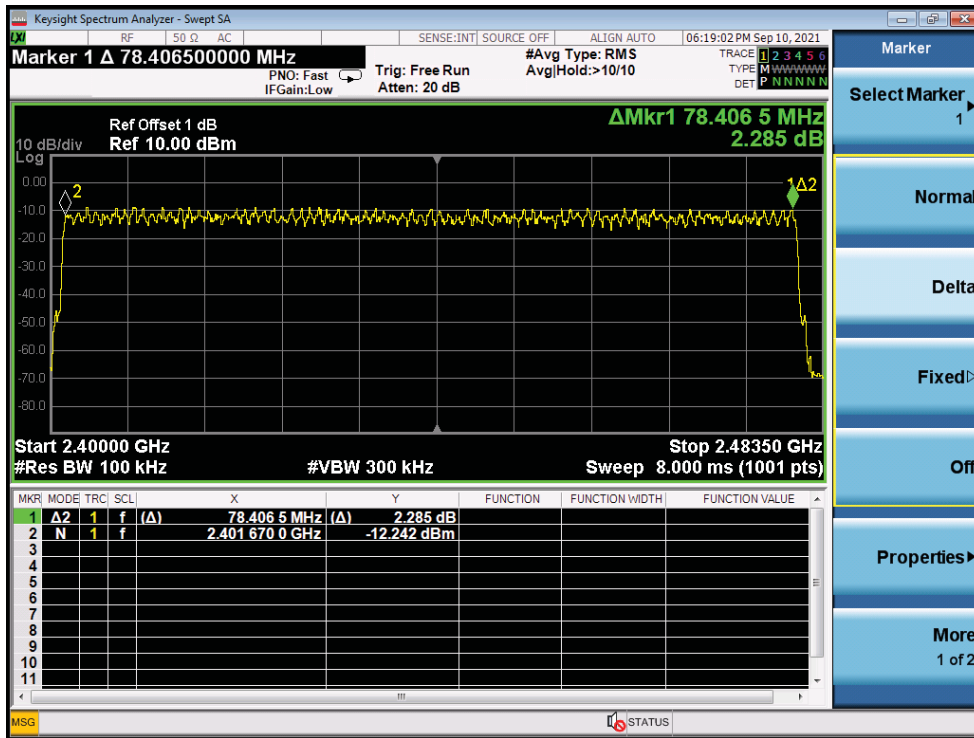 Keysight Spectrum Analyzer - Swept SA
LXI RF 50 Ω AC SENSE:INT SOURCE OFF ALIGN AUTO 06:19:02 PM Sep 10, 2021
Marker 1 Δ 78.406500000 MHz
PNO: Fast
IFGain:Low
Trig: Free Run
Atten: 20 dB
#Avg Type: RMS
Avg|Hold:>10/10
TRACE 1 2 3 4 5 6
TYPE M W W W W W
DET P N N N N N
Ref Offset 1 dB
Ref 10.00 dBm
10 dB/div
Log
ΔMkr1 78.406 5 MHz
2.285 dB
0.00
-10.0
-20.0
-30.0
-40.0
-50.0
-60.0
-70.0
-80.0
2
1Δ2
Start 2.40000 GHz
Stop 2.48350 GHz
#Res BW 100 kHz
#VBW 300 kHz
Sweep 8.000 ms (1001 pts)
MKR MODE TRC SCL X Y FUNCTION FUNCTION WIDTH FUNCTION VALUE
1 Δ2 1 f (Δ) 78.406 5 MHz (Δ) 2.285 dB
2 N 1 f 2.401 670 0 GHz -12.242 dBm
3
4
5
6
7
8
9
10
11
MSG
STATUS
Marker
Select Marker
1
Normal
Delta
Fixed
Off
Properties
More
1 of 2